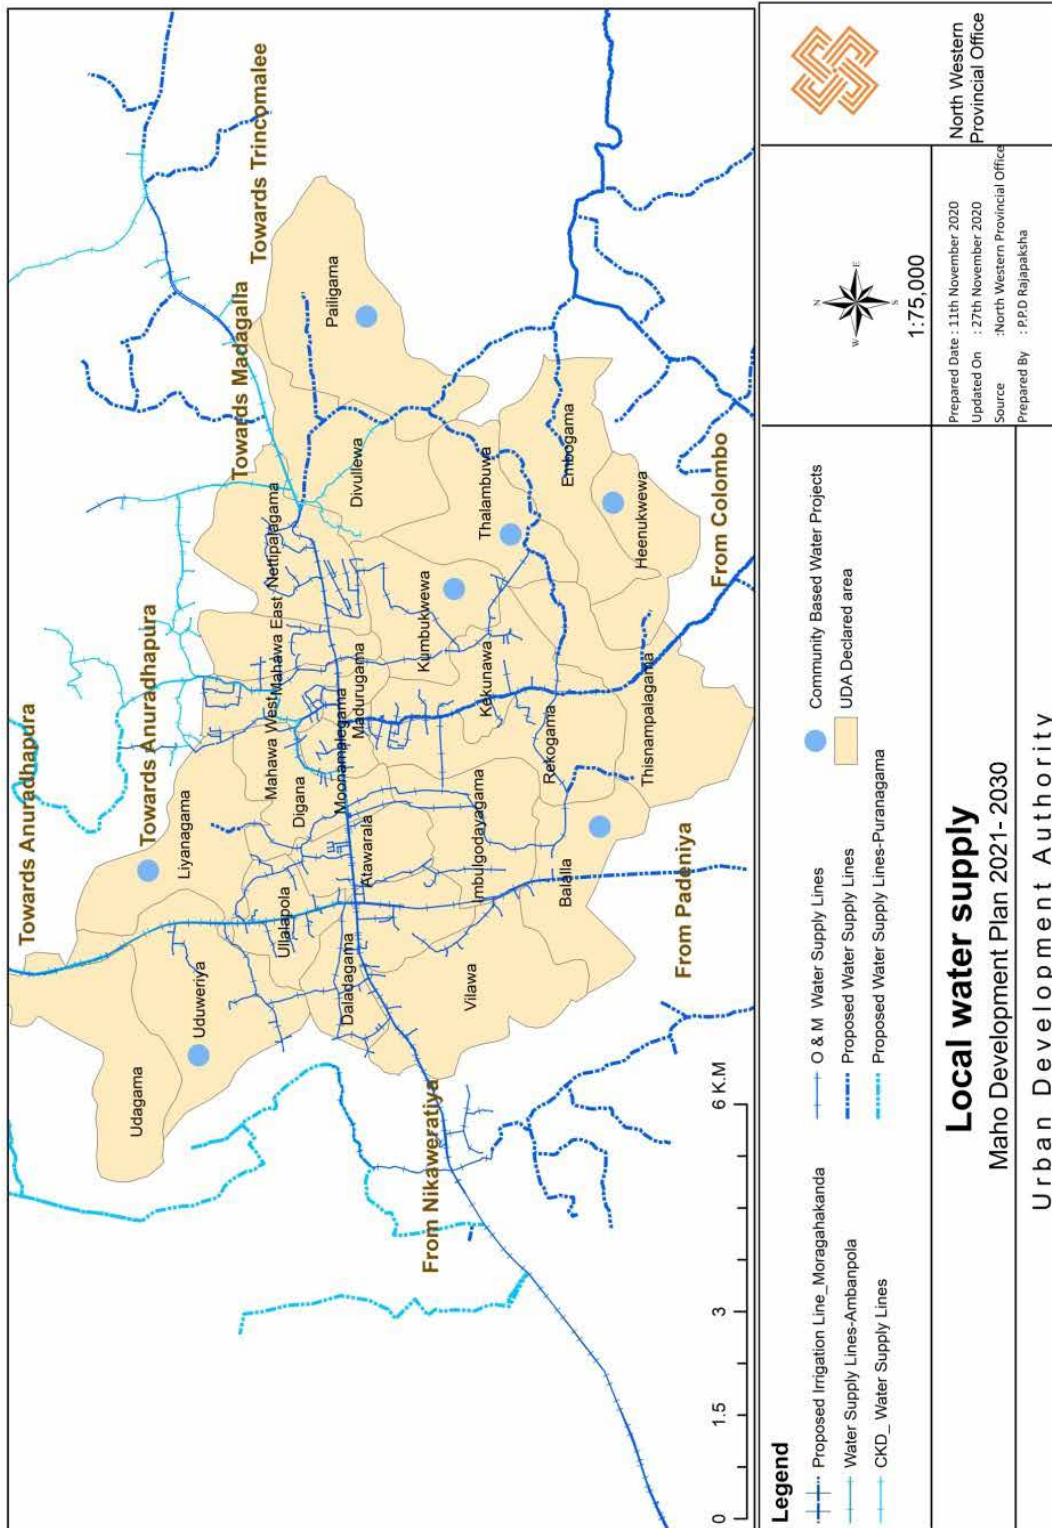 Towards Anuradhapura
Towards Anuradhapura
Towards Madagalla
Towards Trincomalee
Udagama
Uduweriya
Liyanagama
Ullalapola
Digana
Mahawa West
Mahawa East
Nettipalagama
Pailigama
Divullewa
Daladagama
Atawarala
Moonamalegama
Madurugama
Kumbukwewa
Thalambuwa
Embogama
Vilawa
Imbulgodayagama
Kekunawa
Rekogama
Balalla
Heenukwewa
Thisnampalagama
From Nikaweratiya
From Padeniya
From Colombo
0 1.5 3 6 K.M
Legend
Proposed Irrigation Line_Moragahakanda
Water Supply Lines-Ambanpola
CKD_ Water Supply Lines
O & M Water Supply Lines
Proposed Water Supply Lines
Proposed Water Supply Lines-Puranagama
Community Based Water Projects
UDA Declared area
N
W
E
S
1:75,000
North Western
Provincial Office
Local water supply
Maho Development Plan 2021- 2030
Prepared Date : 11th November 2020
Updated On : 27th November 2020
Source :North Western Provincial Office
Prepared By : P.P.D Rajapaksha
Urban Development Authority